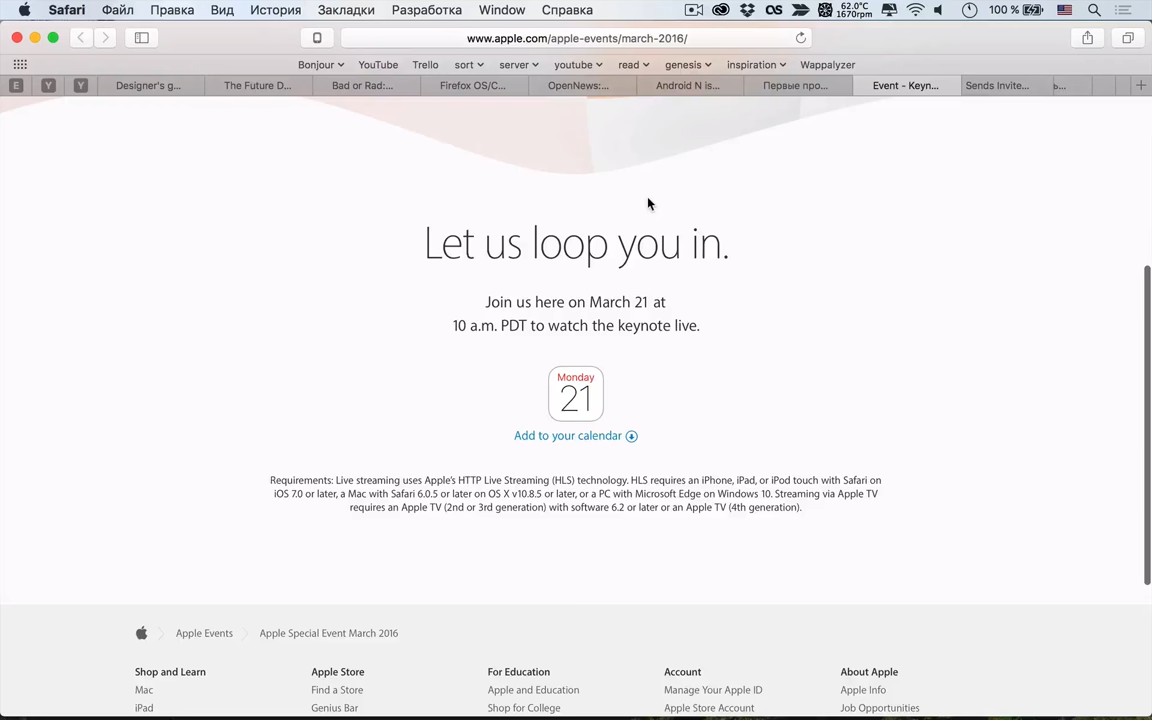 Safari Файл Правка Вид История Закладки Разработка Window Справка
62.0°C
1670rpm
100 %
www.apple.com/apple-events/march-2016/
Bonjour YouTube Trello sort server youtube read genesis inspiration Wappalyzer
E Y Y Designer's g... The Future D... Bad or Rad:... Firefox OS/C... OpenNews:... Android N is... Первые про... Event - Keyn... Sends Invite... ь...
Let us loop you in.
Join us here on March 21 at
10 a.m. PDT to watch the keynote live.
Monday
21
Add to your calendar
Requirements: Live streaming uses Apple's HTTP Live Streaming (HLS) technology. HLS requires an iPhone, iPad, or iPod touch with Safari on
iOS 7.0 or later, a Mac with Safari 6.0.5 or later on OS X v10.8.5 or later, or a PC with Microsoft Edge on Windows 10. Streaming via Apple TV
requires an Apple TV (2nd or 3rd generation) with software 6.2 or later or an Apple TV (4th generation).
Apple Events Apple Special Event March 2016
Shop and Learn Apple Store For Education Account About Apple
Mac Find a Store Apple and Education Manage Your Apple ID Apple Info
iPad Genius Bar Shop for College Apple Store Account Job Opportunities